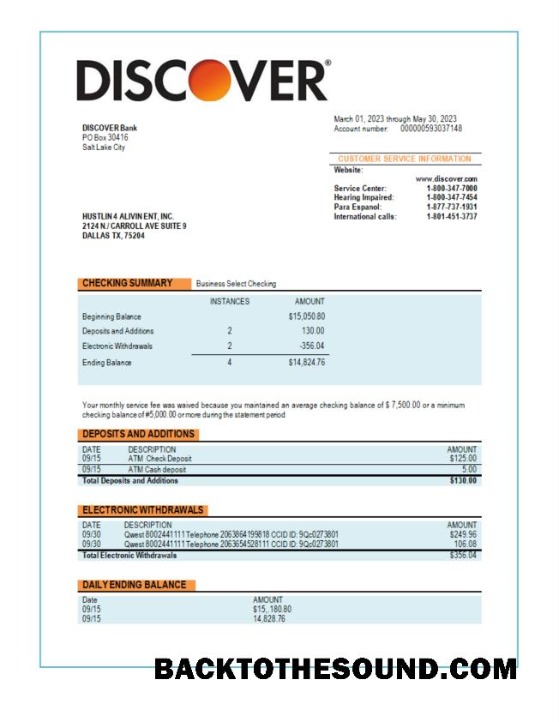 DISCOVER®
March 01, 2023 through May 30, 2023
DISCOVER Bank
Account number: 000000593037148
PO Box 30416
Salt Lake City
CUSTOMER SERVICE INFORMATION
Website:
www.discover.com
Service Center: 1-800-347-7000
Hearing Impaired: 1-800-347-7454
Para Espanol: 1-877-737-1931
International calls: 1-801-451-3737
HUSTLIN 4 ALIVIN ENT, INC.
2124 N./ CARROLL AVE SUITE 9
DALLAS TX, 75204
CHECKING SUMMARY Business Select Checking
INSTANCES AMOUNT
Beginning Balance $15,050.80
Deposits and Additions 2 130.00
Electronic Withdrawals 2 -356.04
Ending Balance 4 $14,824.76
Your monthly service fee was waived because you maintained an average checking balance of $ 7,500.00 or a minimum
checking balance of #5,000.00 or more during the statement period
DEPOSITS AND ADDITIONS
DATE DESCRIPTION AMOUNT
09/15 ATM Check Deposit $125.00
09/15 ATM Cash deposit 5.00
Total Deposits and Additions $130.00
ELECTRONIC WITHDRAWALS
DATE DESCRIPTION AMOUNT
09/30 Qwest 8002441111 Telephone 2063864199818 CCID ID: 9Qc0273801 $249.96
09/30 Qwest 8002441111 Telephone 2063654528111 CCID ID: 9Qc0273801 106.08
Total Electronic Withdrawals $356.04
DAILY ENDING BALANCE
Date AMOUNT
09/15 $15, 180.80
09/15 14,828.76
BACKTOTHESOUND.COM